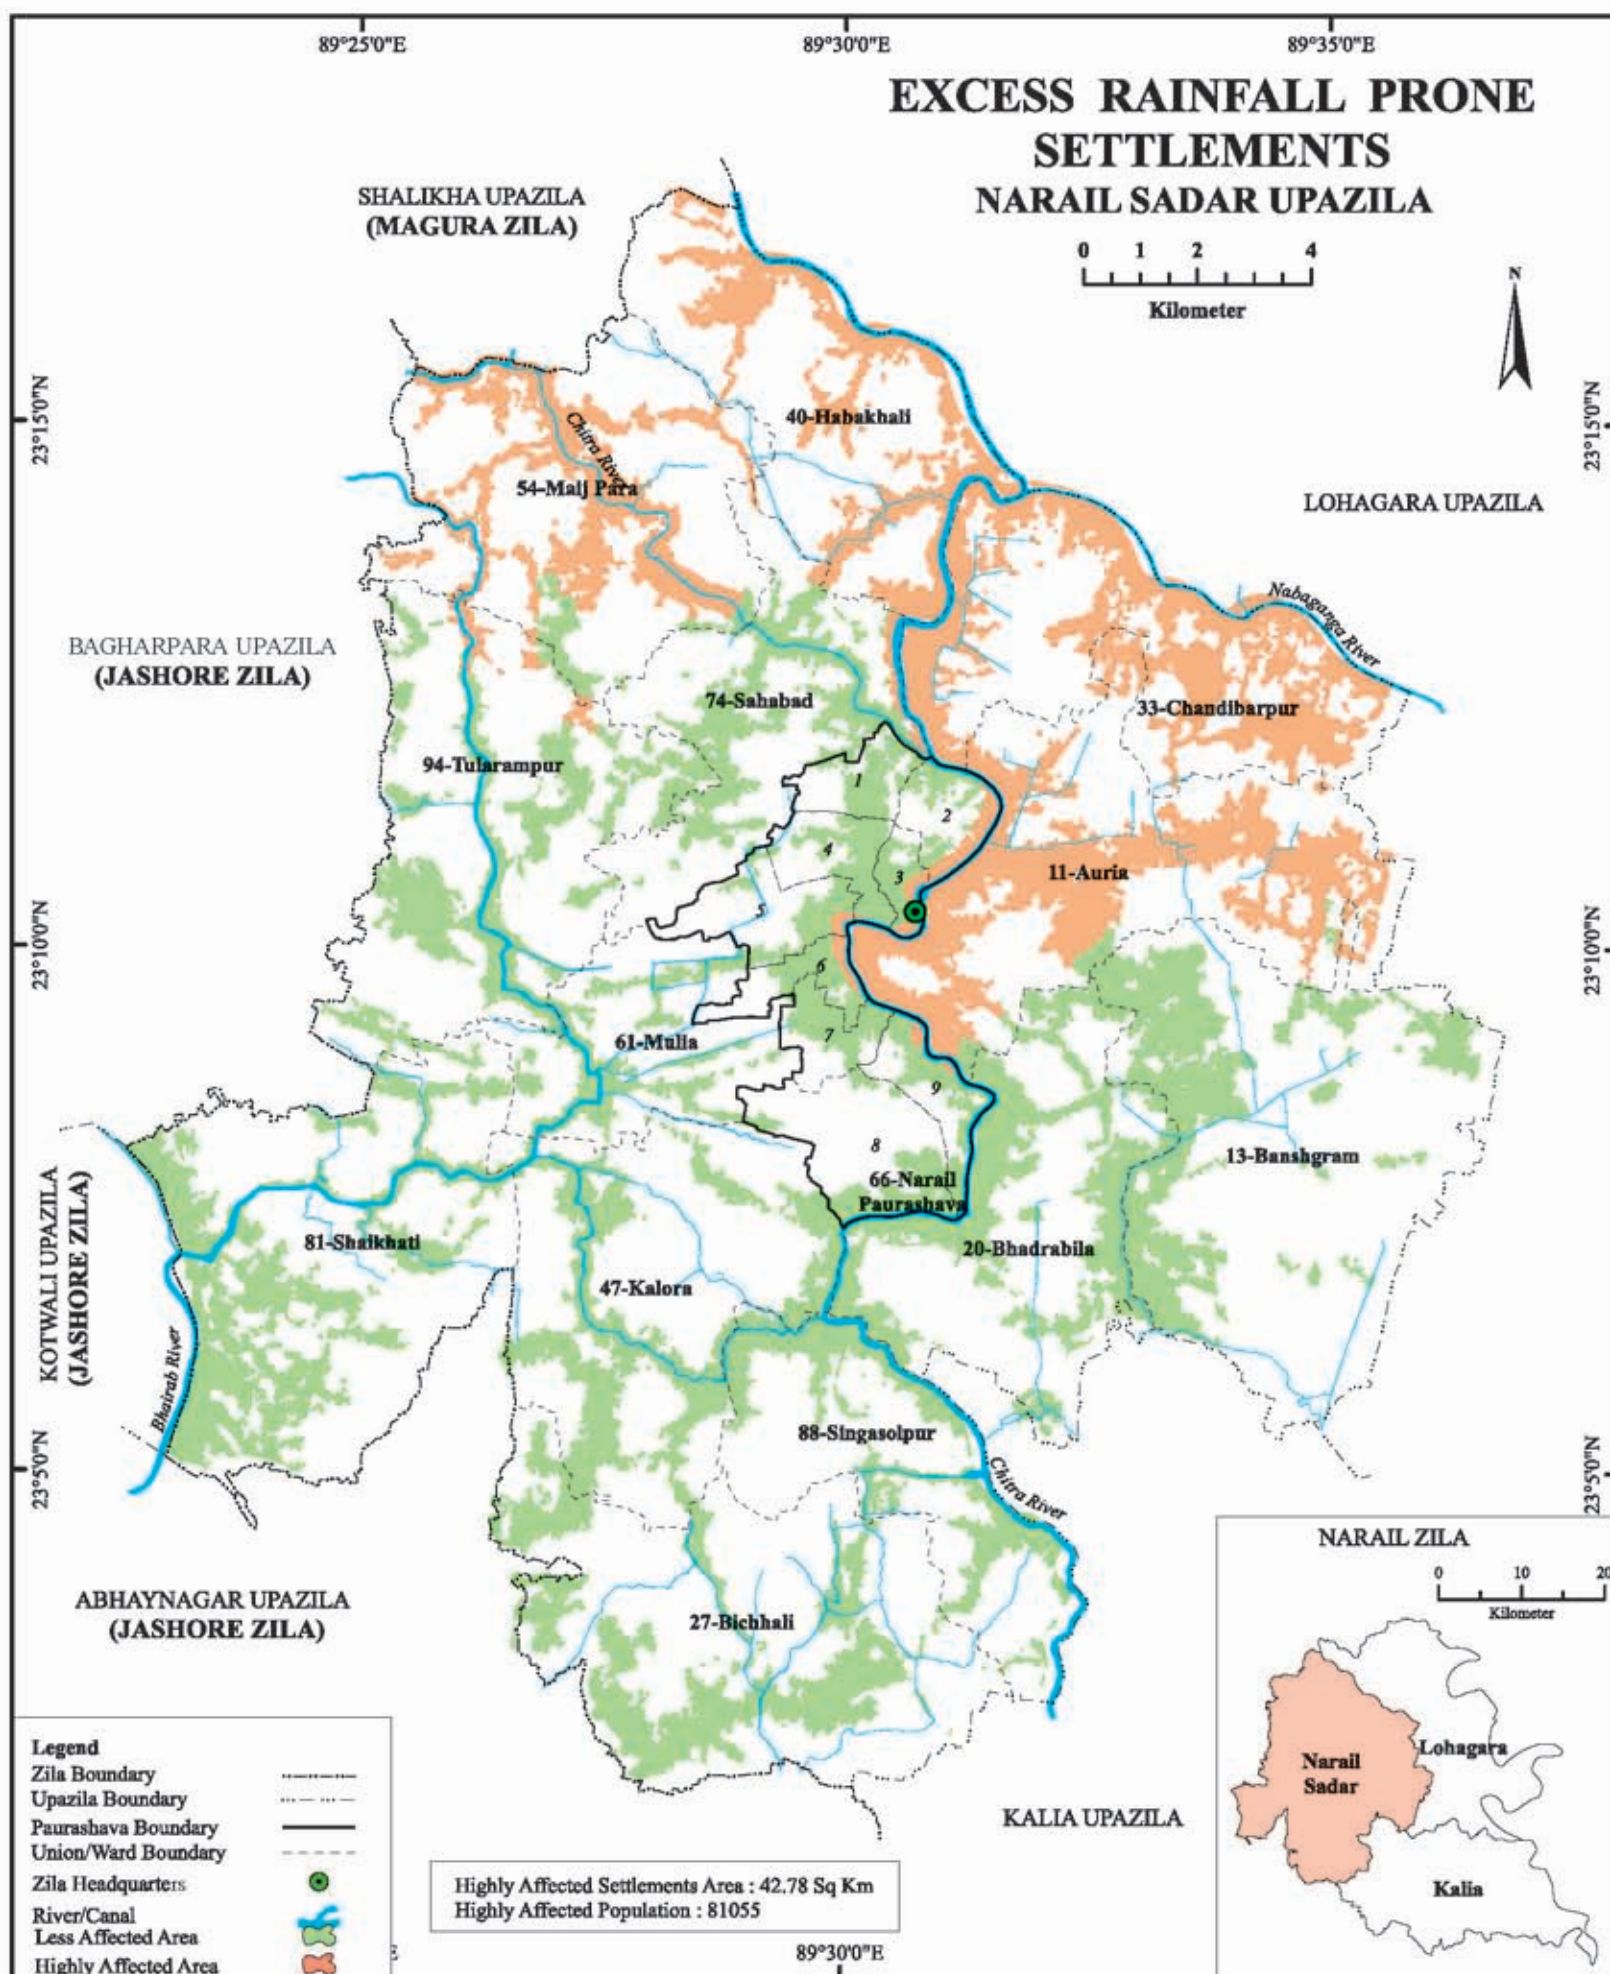 89°25'0"E
89°30'0"E
89°35'0"E
EXCESS RAINFALL PRONE
SETTLEMENTS
NARAIL SADAR UPAZILA
0 1 2 4
Kilometer
N
SHALIKHA UPAZILA
(MAGURA ZILA)
23°15'0"N
23°15'0"N
40-Habakhali
Chitra River
54-Maij Para
LOHAGARA UPAZILA
Nabaganga River
BAGHARPARA UPAZILA
(JASHORE ZILA)
74-Sahabad
33-Chandibarpur
94-Tularampur
1
2
4
3
11-Auria
5
23°10'0"N
23°10'0"N
6
7
61-Mulia
9
8
66-Narail
Paurashava
13-Banshgram
KOTWALI UPAZILA
(JASHORE ZILA)
81-Shaikhati
20-Bhadrabila
47-Kalora
Bhairab River
88-Singasolpur
23°5'0"N
23°5'0"N
Chitra River
ABHAYNAGAR UPAZILA
(JASHORE ZILA)
27-Bichhali
KALIA UPAZILA
NARAIL ZILA
0 10 20
Kilometer
Lohagara
Narail
Sadar
Kalia
Legend
Zila Boundary
Upazila Boundary
Paurashava Boundary
Union/Ward Boundary
Zila Headquarters
River/Canal
Less Affected Area
Highly Affected Area
Highly Affected Settlements Area : 42.78 Sq Km
Highly Affected Population : 81055
89°30'0"E